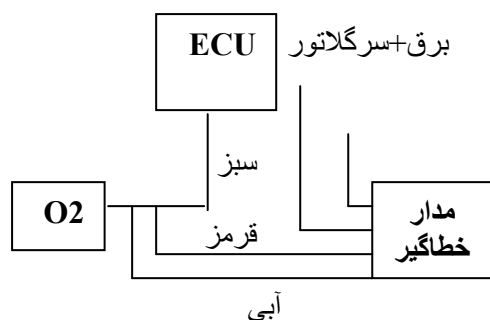 ECU
برق+سرگلاتور
سبز
O2
قرمز
مدار
خطاگیر
آبی